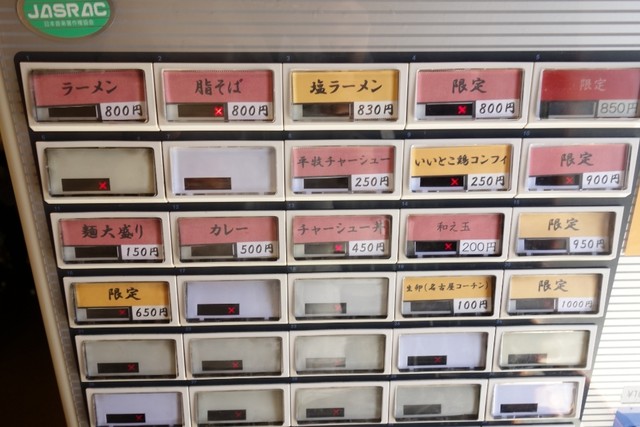 JASRAC
ラーメン 800円
脂そば 800円
塩ラーメン 830円
限定 800円
限定 850円
平牧チャーシュー 250円
いいとこ鶏コンフィ 250円
限定 900円
麺大盛り 150円
カレー 500円
チャーシュー丼 450円
和え玉 200円
限定 950円
限定 650円
生卵(名古屋コーチン) 100円
限定 1000円